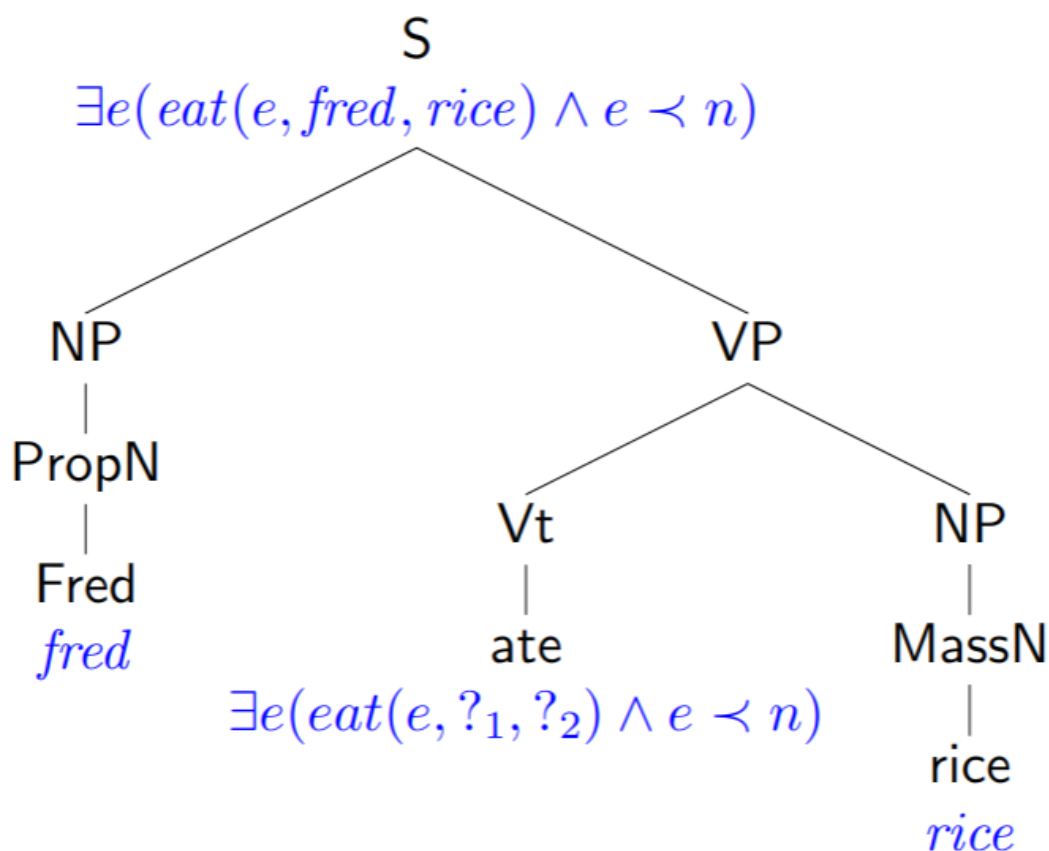 S
∃e(eat(e, fred, rice) ∧ e ≺ n)
NP VP
PropN
Vt NP
Fred
fred
ate
MassN
∃e(eat(e, ?₁, ?₂) ∧ e ≺ n)
rice
rice